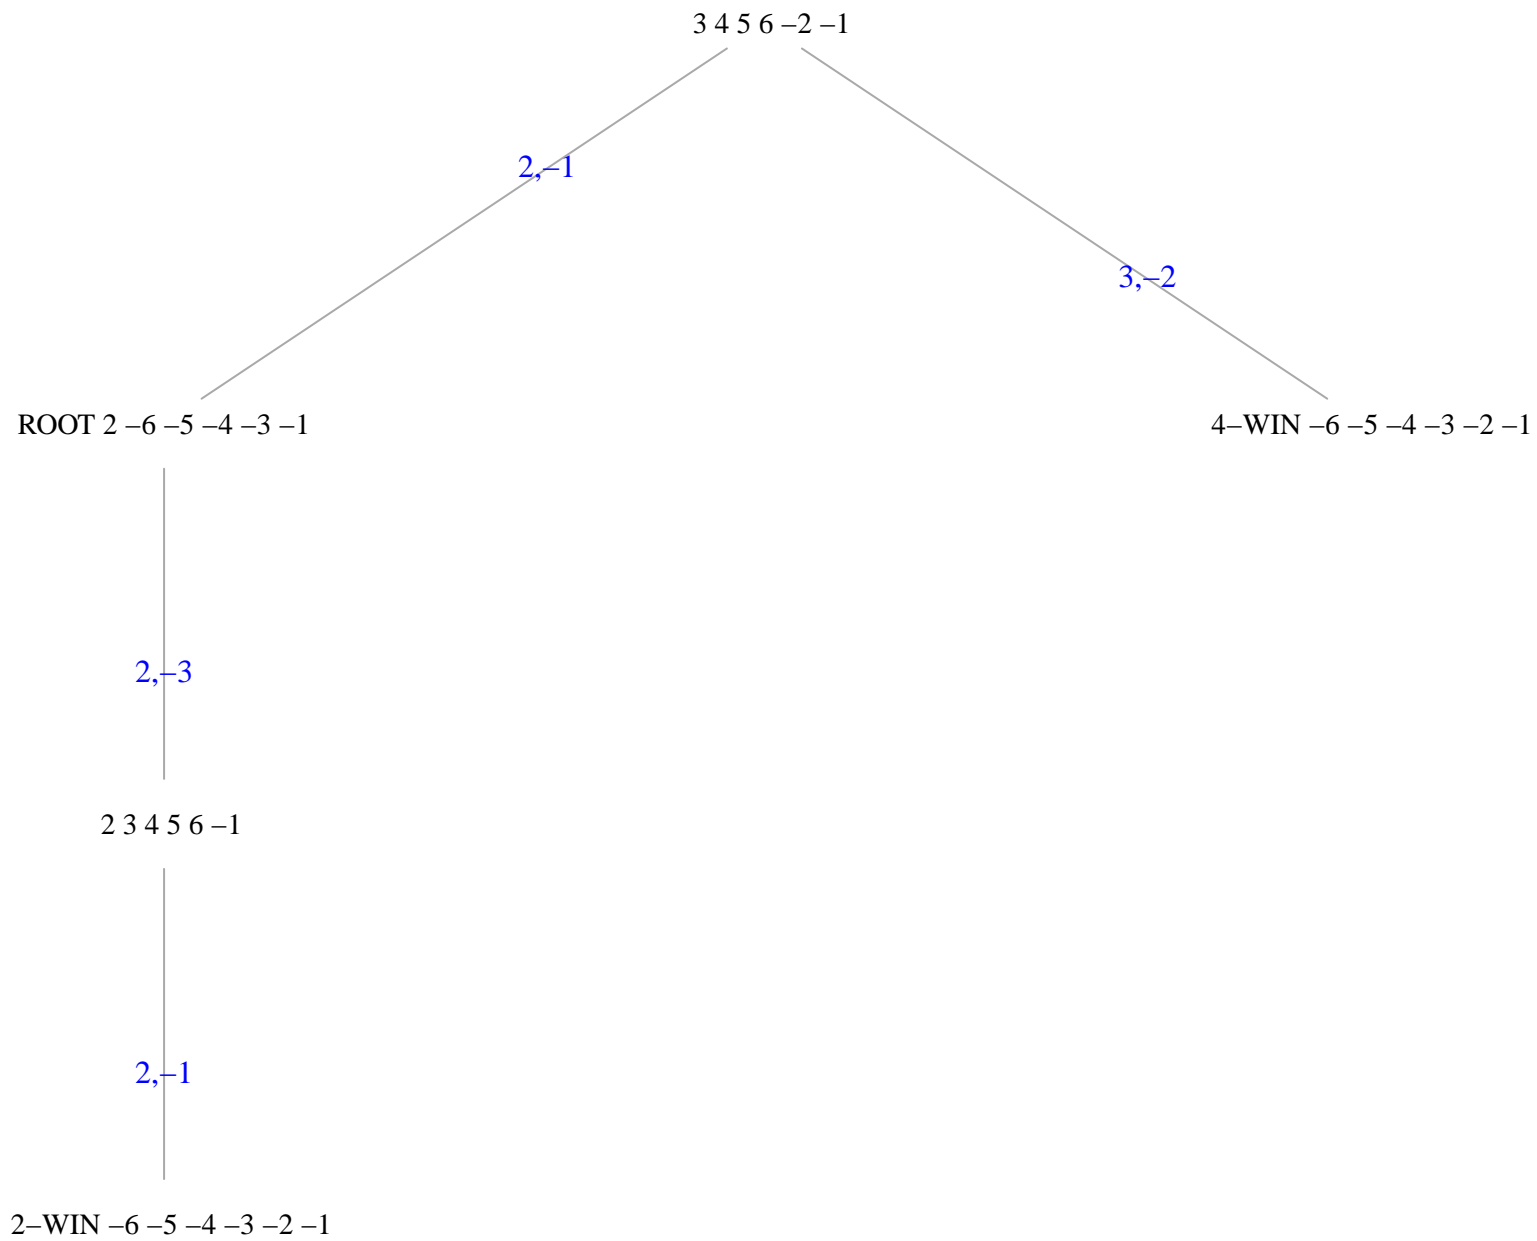 3 4 5 6 –2 –1
2,–1
3,–2
ROOT 2 –6 –5 –4 –3 –1
4–WIN –6 –5 –4 –3 –2 –1
2,–3
2 3 4 5 6 –1
2,–1
2–WIN –6 –5 –4 –3 –2 –1